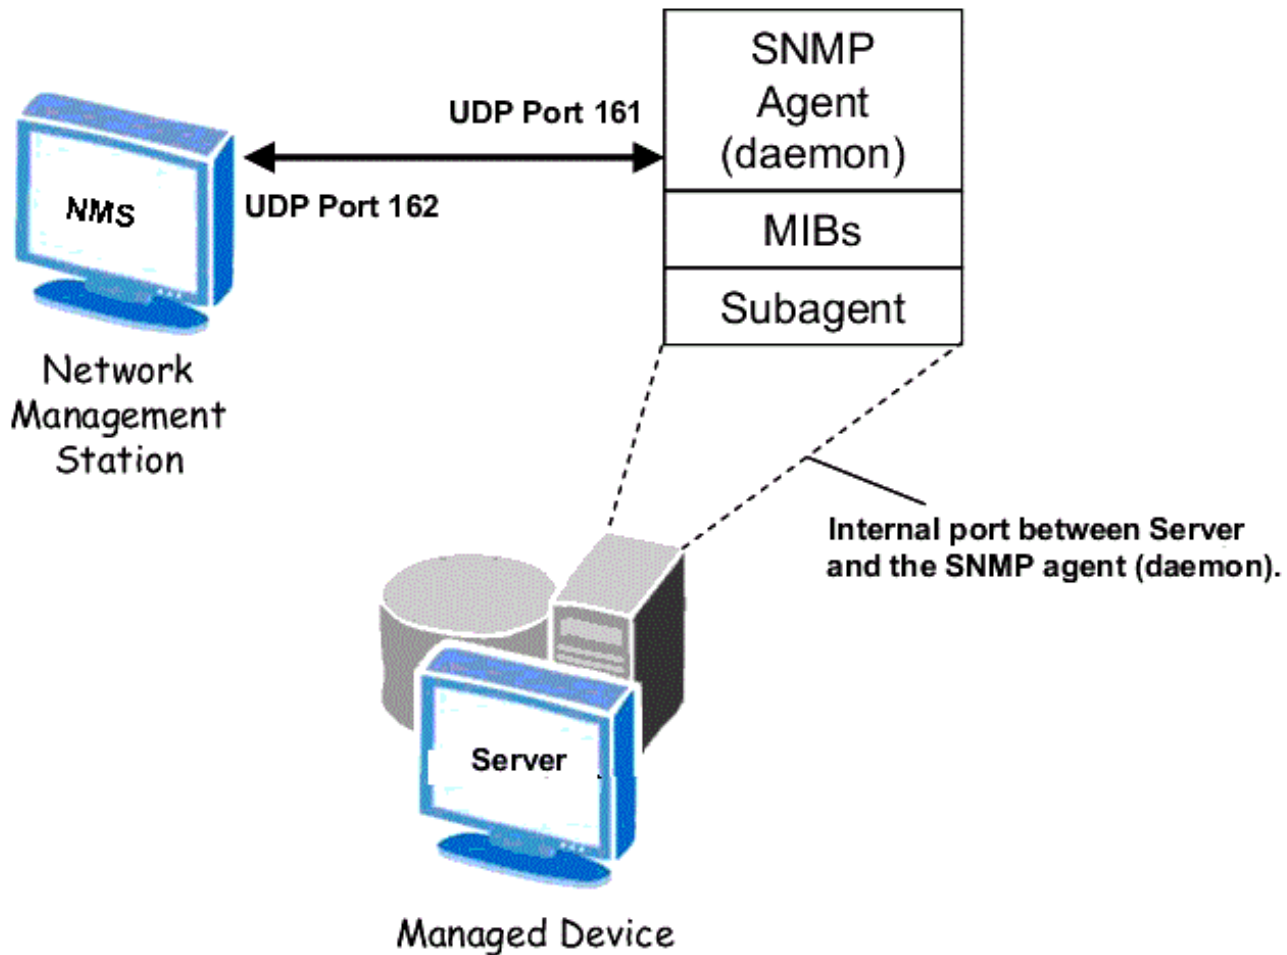 SNMP
Agent
(daemon)
UDP Port 161
NMS
UDP Port 162
MIBs
Subagent
Network
Management
Station
Internal port between Server
and the SNMP agent (daemon).
Server
Managed Device